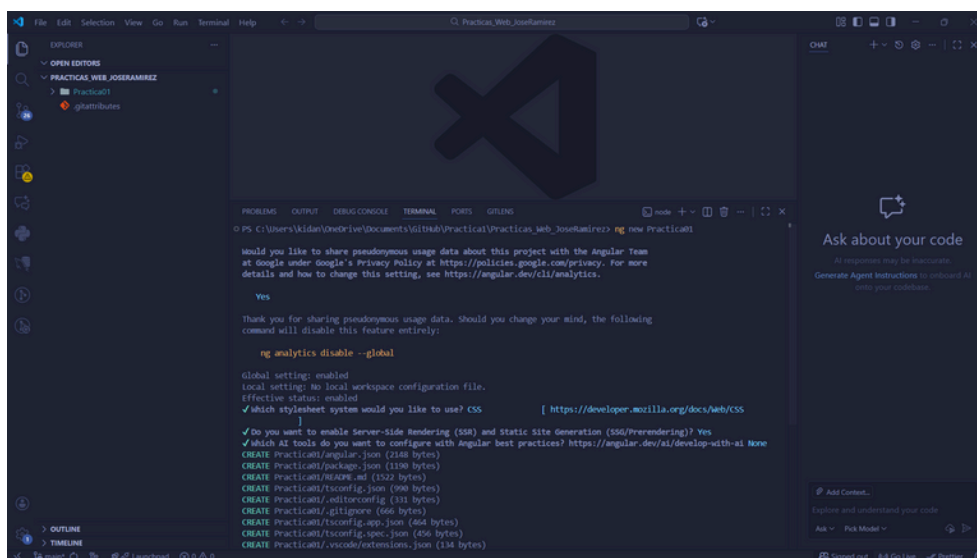 File Edit Selection View Go Run Terminal Help
Practicas_Web_JoseRamirez
EXPLORER
OPEN EDITORS
PRACTICAS_WEB_JOSERAMIREZ
Practica01
.gitattributes
PROBLEMS OUTPUT DEBUG CONSOLE TERMINAL PORTS GITLENS
node
PS C:\Users\kidan\OneDrive\Documents\GitHub\Practica1\Practicas_Web_JoseRamirez> ng new Practica01
Would you like to share pseudonymous usage data about this project with the Angular Team
at Google under Google's Privacy Policy at https://policies.google.com/privacy. For more
details and how to change this setting, see https://angular.dev/cli/analytics.
Yes
Thank you for sharing pseudonymous usage data. Should you change your mind, the following
command will disable this feature entirely:
ng analytics disable --global
Global setting: enabled
Local setting: No local workspace configuration file.
Effective status: enabled
✓ Which stylesheet system would you like to use? CSS [ https://developer.mozilla.org/docs/Web/CSS
]
✓ Do you want to enable Server-Side Rendering (SSR) and Static Site Generation (SSG/Prerendering)? Yes
✓ Which AI tools do you want to configure with Angular best practices? https://angular.dev/ai/develop-with-ai None
CREATE Practica01/angular.json (2148 bytes)
CREATE Practica01/package.json (1190 bytes)
CREATE Practica01/README.md (1522 bytes)
CREATE Practica01/tsconfig.json (990 bytes)
CREATE Practica01/.editorconfig (331 bytes)
CREATE Practica01/.gitignore (666 bytes)
CREATE Practica01/tsconfig.app.json (464 bytes)
CREATE Practica01/tsconfig.spec.json (456 bytes)
CREATE Practica01/.vscode/extensions.json (134 bytes)
CHAT
Ask about your code
AI responses may be inaccurate.
Generate Agent Instructions to onboard AI
onto your codebase.
Add Context...
Explore and understand your code
Ask Pick Model
OUTLINE
TIMELINE
main* Launchpad 0 0
Signed out Go Live Prettier